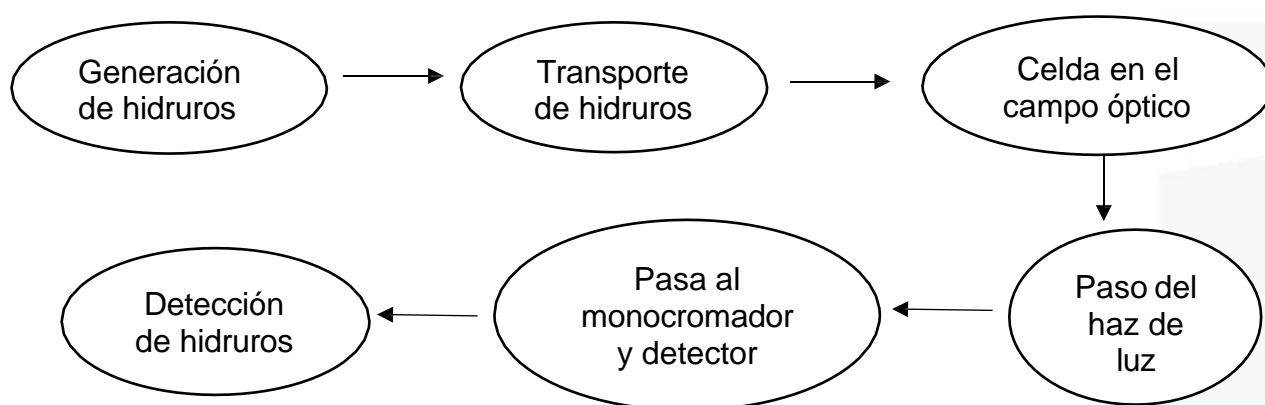 Generación
de hidruros
Transporte
de hidruros
Celda en el
campo óptico
Paso del
haz de
luz
Pasa al
monocromador
y detector
Detección
de hidruros